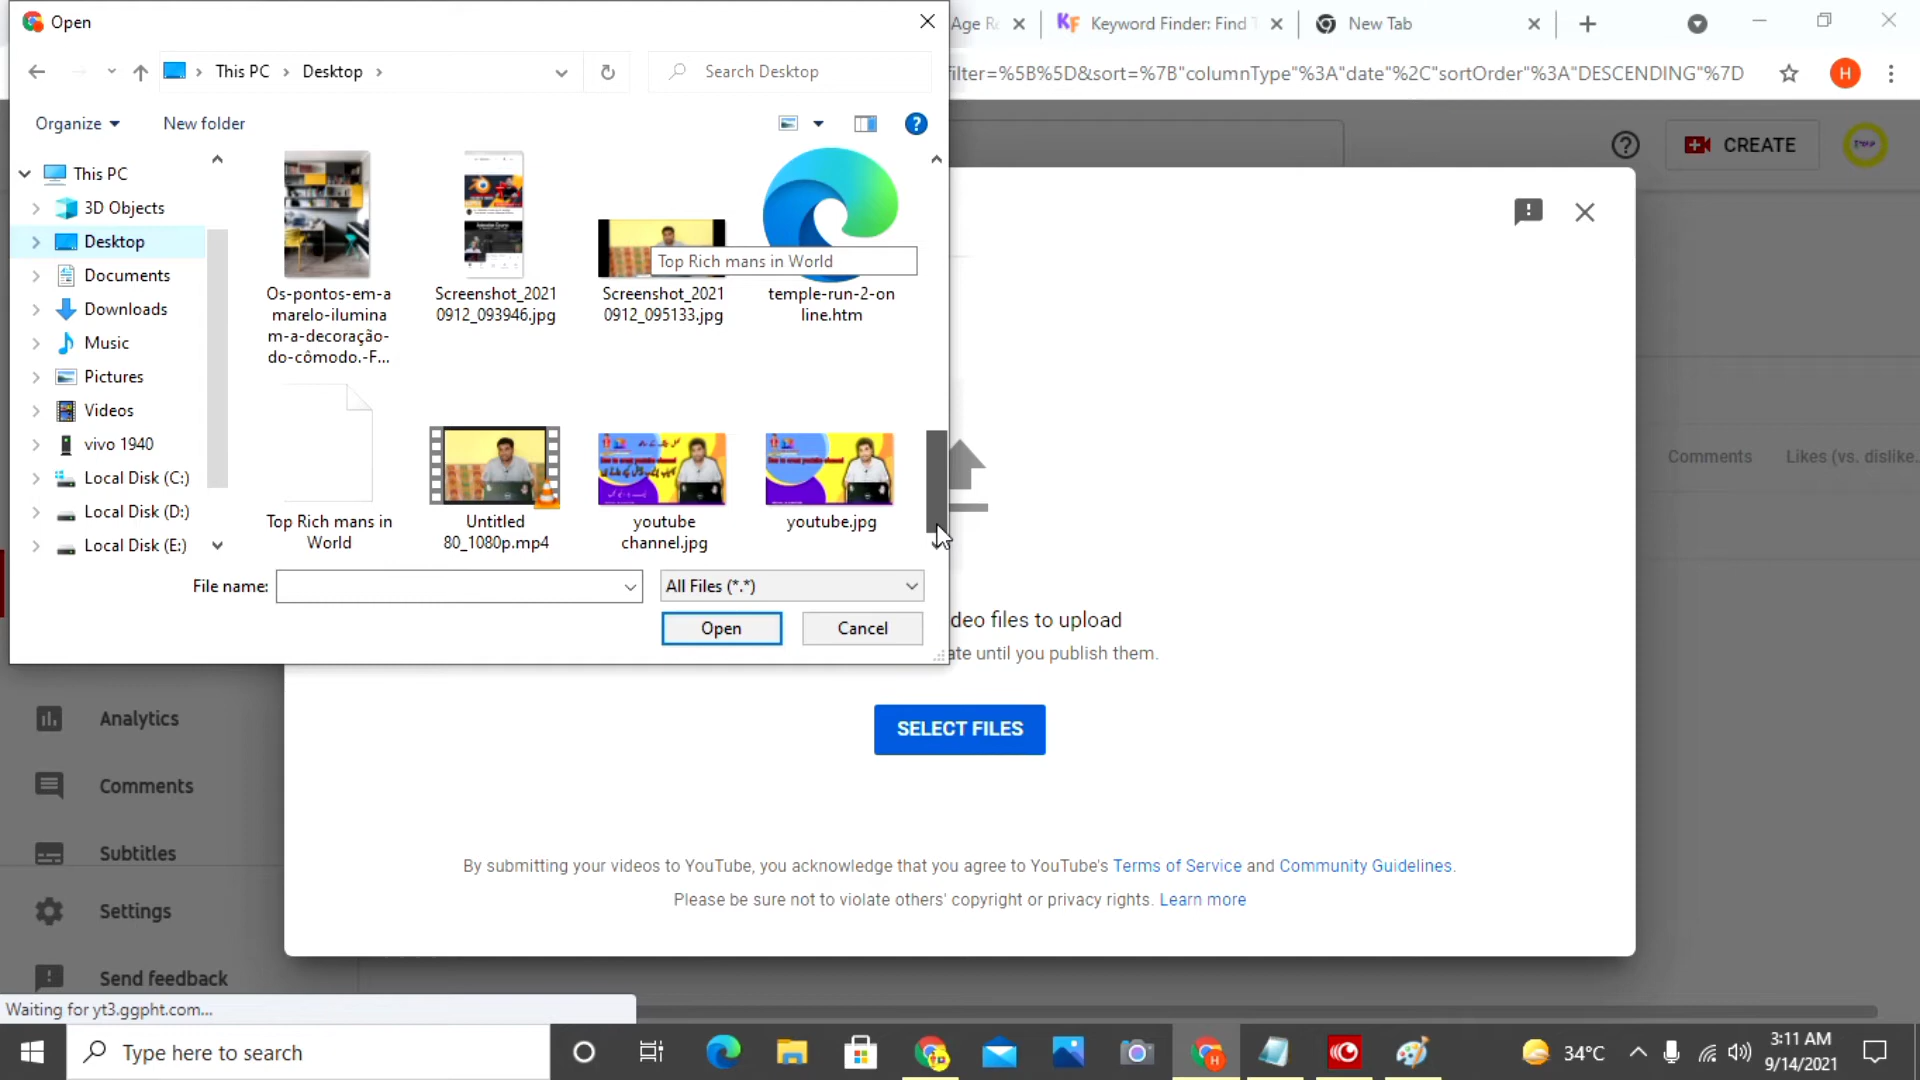 Open
Age R
Keyword Finder: Find T
New Tab
This PC
Desktop
Search Desktop
ilter=%5B%5D&sort=%7B"columnType"%3A"date"%2C"sortOrder"%3A"DESCENDING"%7D
H
Organize
New folder
CREATE
This PC
3D Objects
Desktop
Documents
Downloads
Music
Pictures
Videos
vivo 1940
Local Disk (C:)
Local Disk (D:)
Local Disk (E:)
Top Rich mans in World
Os-pontos-em-a
marelo-ilumina
m-a-decoração-
do-cômodo.-F...
Screenshot_2021
0912_093946.jpg
Screenshot_2021
0912_095133.jpg
temple-run-2-on
line.htm
Top Rich mans in
World
Untitled
80_1080p.mp4
youtube
channel.jpg
youtube.jpg
File name:
All Files (*.*)
Open
Cancel
Comments
Likes (vs. dislike...
deo files to upload
ate until you publish them.
SELECT FILES
By submitting your videos to YouTube, you acknowledge that you agree to YouTube's Terms of Service and Community Guidelines.
Please be sure not to violate others' copyright or privacy rights. Learn more
Analytics
Comments
Subtitles
Settings
Send feedback
Waiting for yt3.ggpht.com...
Type here to search
34°C
3:11 AM
9/14/2021